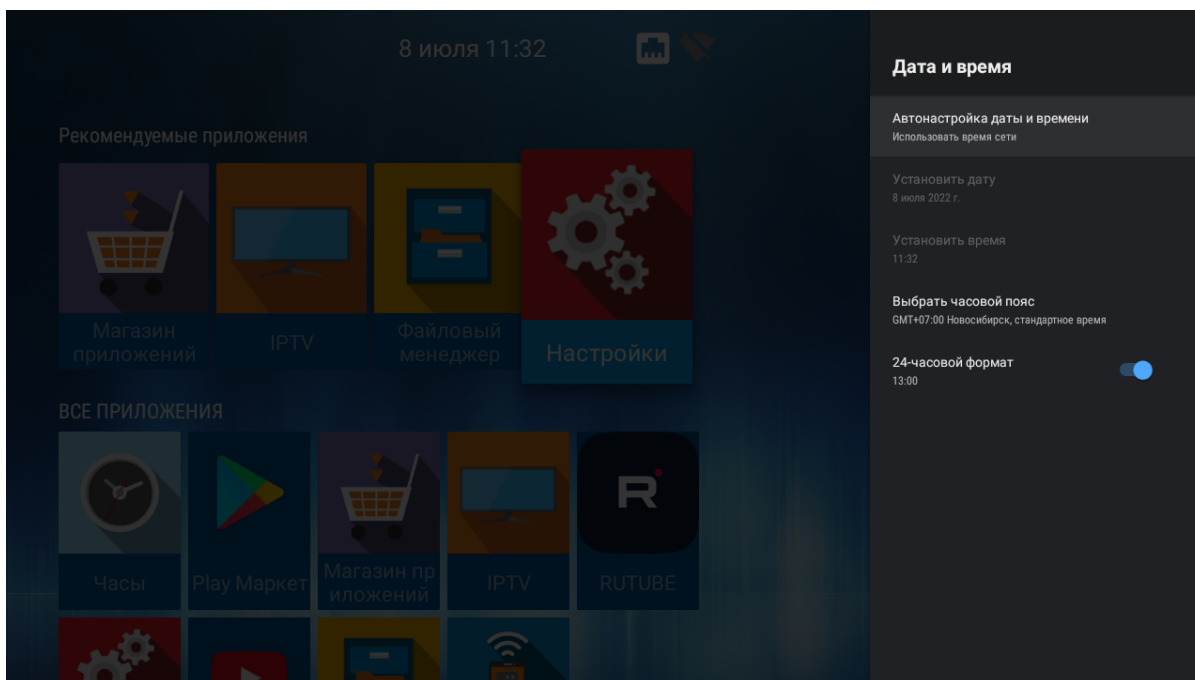 8 июля 11:32
Рекомендуемые приложения
Магазин
приложений
IPTV
Файловый
менеджер
Настройки
ВСЕ ПРИЛОЖЕНИЯ
Часы
Play Маркет
Магазин пр
иложений
IPTV
R
RUTUBE
Дата и время
Автонастройка даты и времени
Использовать время сети
Установить дату
8 июля 2022 г.
Установить время
11:32
Выбрать часовой пояс
GMT+07:00 Новосибирск, стандартное время
24-часовой формат
13:00